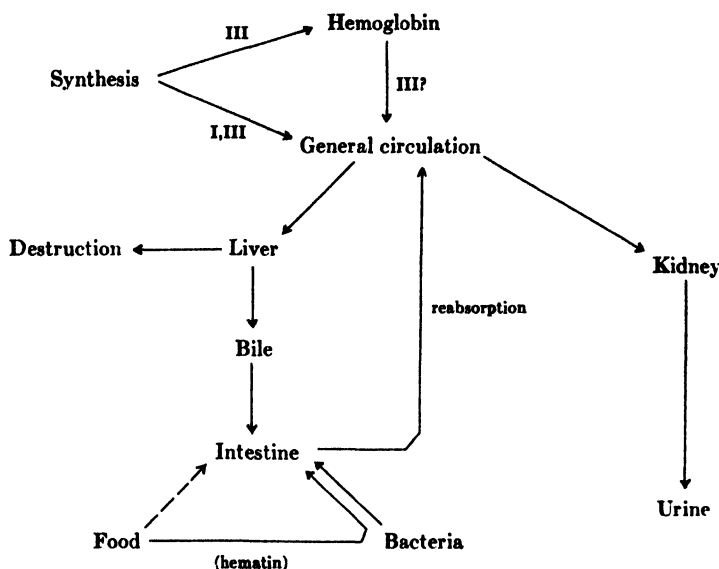 Hemoglobin
III
Synthesis
III?
I,III
General circulation
Destruction
Liver
Kidney
reabsorption
Bile
Intestine
Urine
Food
Bacteria
(hematin)